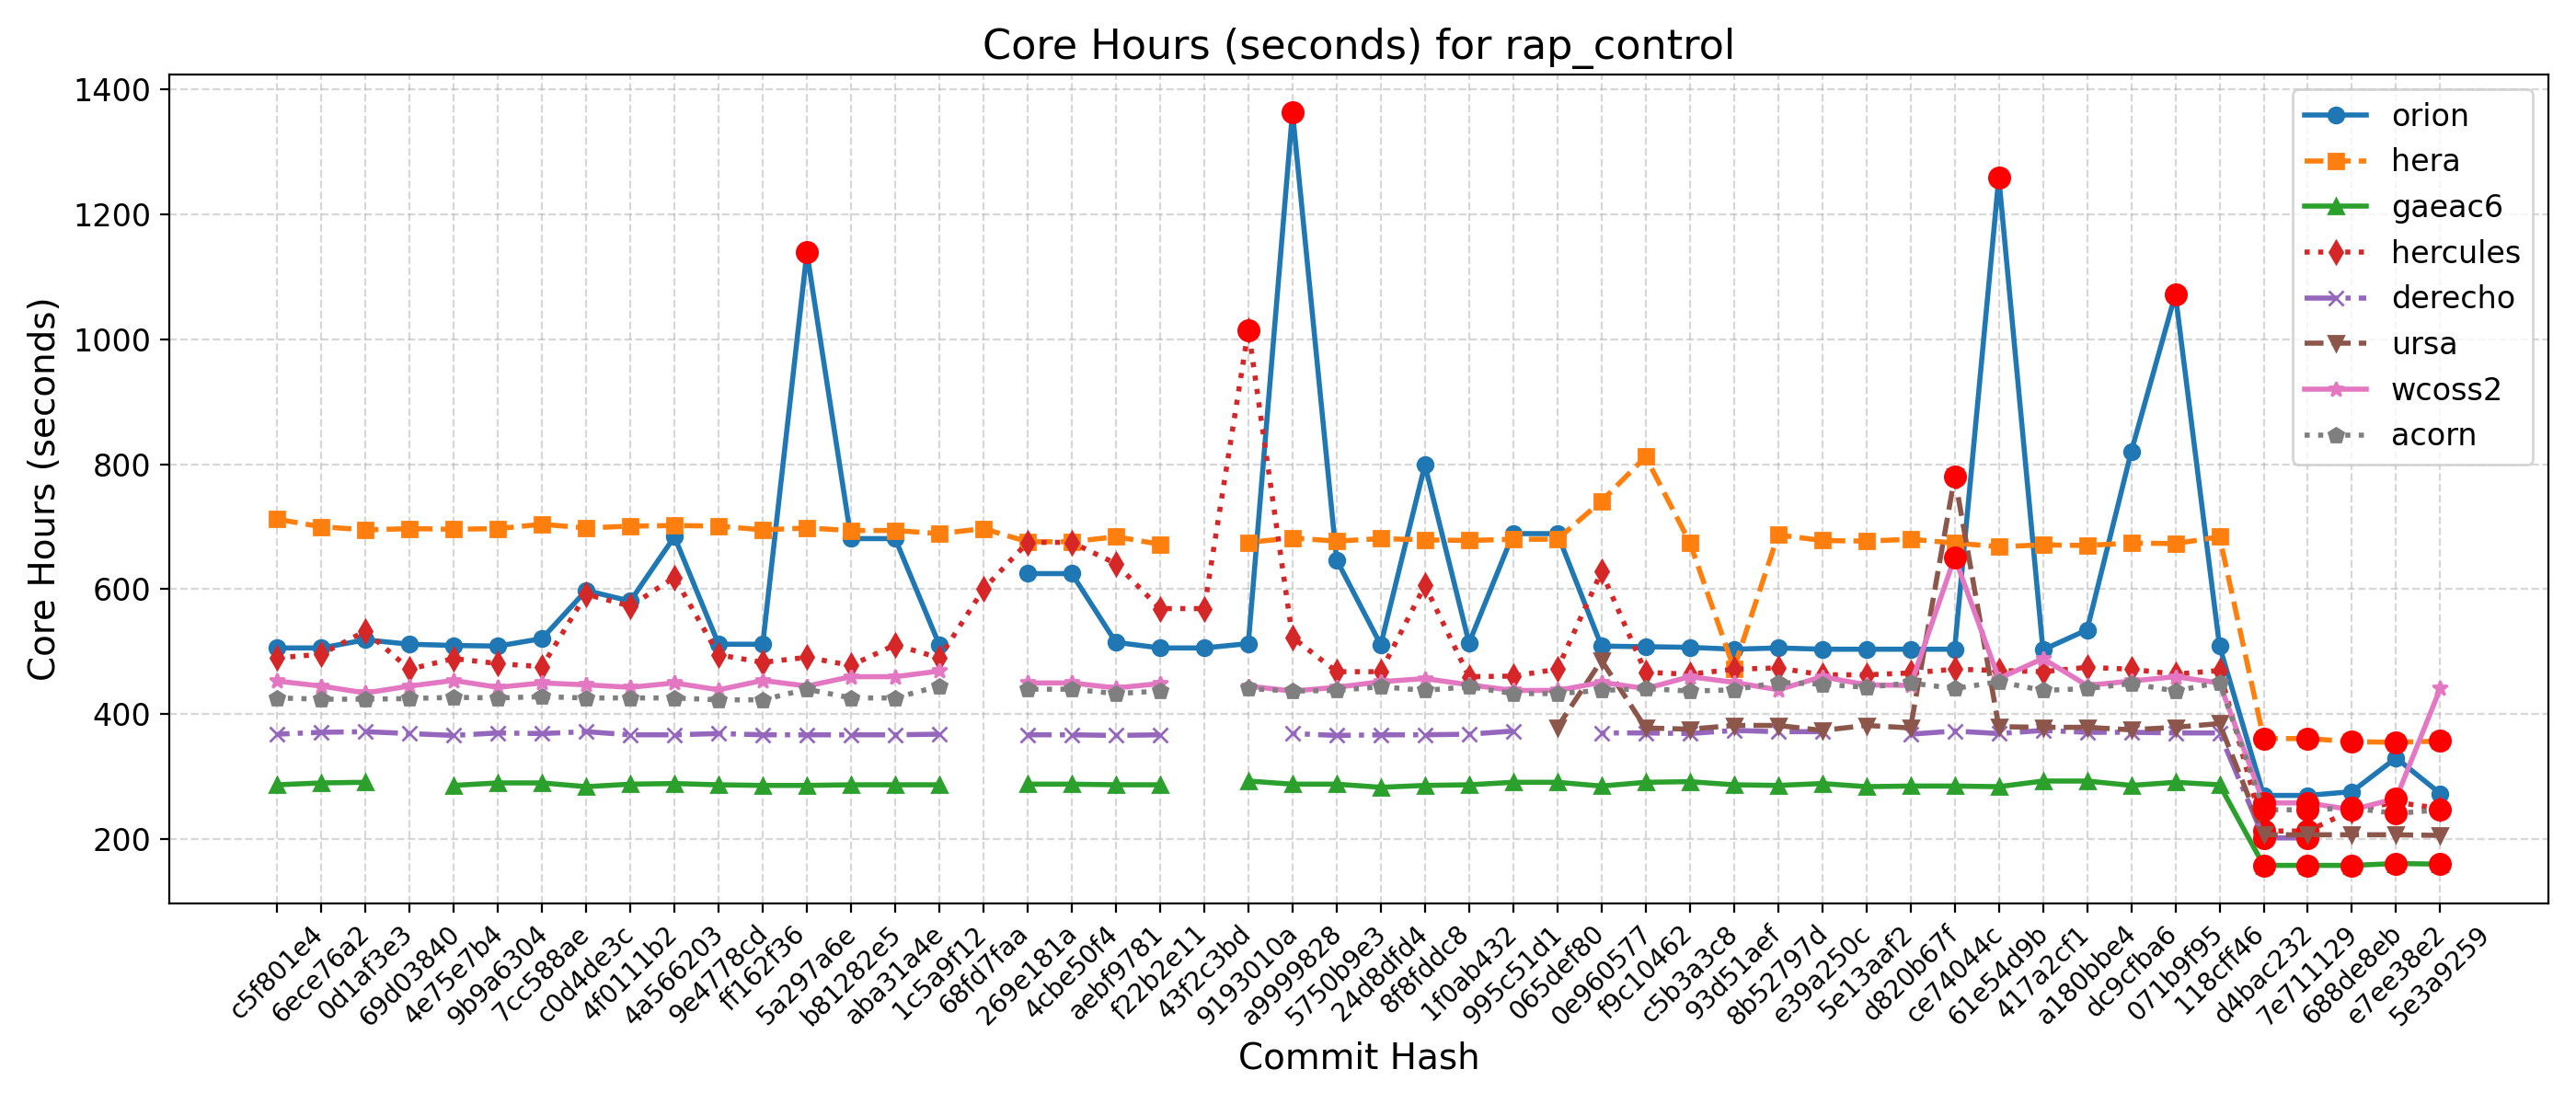 Core Hours (seconds) for rap_control
Core Hours (seconds)
1400
1200
1000
800
600
400
200
orion
hera
gaeac6
hercules
derecho
ursa
wcoss2
acorn
c5f801e4
6ece76a2
0d1af3e3
69d03840
4e75e7b4
9b9a6304
7cc588ae
c0d4de3c
4f0111b2
4a566203
9e4778cd
ff162f36
5a297a6e
b81282e5
aba31a4e
1c5a9f12
68fd7faa
269e181a
4cbe50f4
aebf9781
f22b2e11
43f2c3bd
9193010a
a9999828
5750b9e3
24d8dfd4
8f8fddc8
1f0ab432
995c51d1
065def80
0e960577
f9c10462
c5b3a3c8
93d51aef
8b52797d
e39a250c
5e13aaf2
d820b67f
ce74044c
61e54d9b
417a2cf1
a180bbe4
dc9cfba6
071b9f95
118cff46
d4bac232
7e711129
688de8eb
e7ee38e2
5e3a9259
Commit Hash